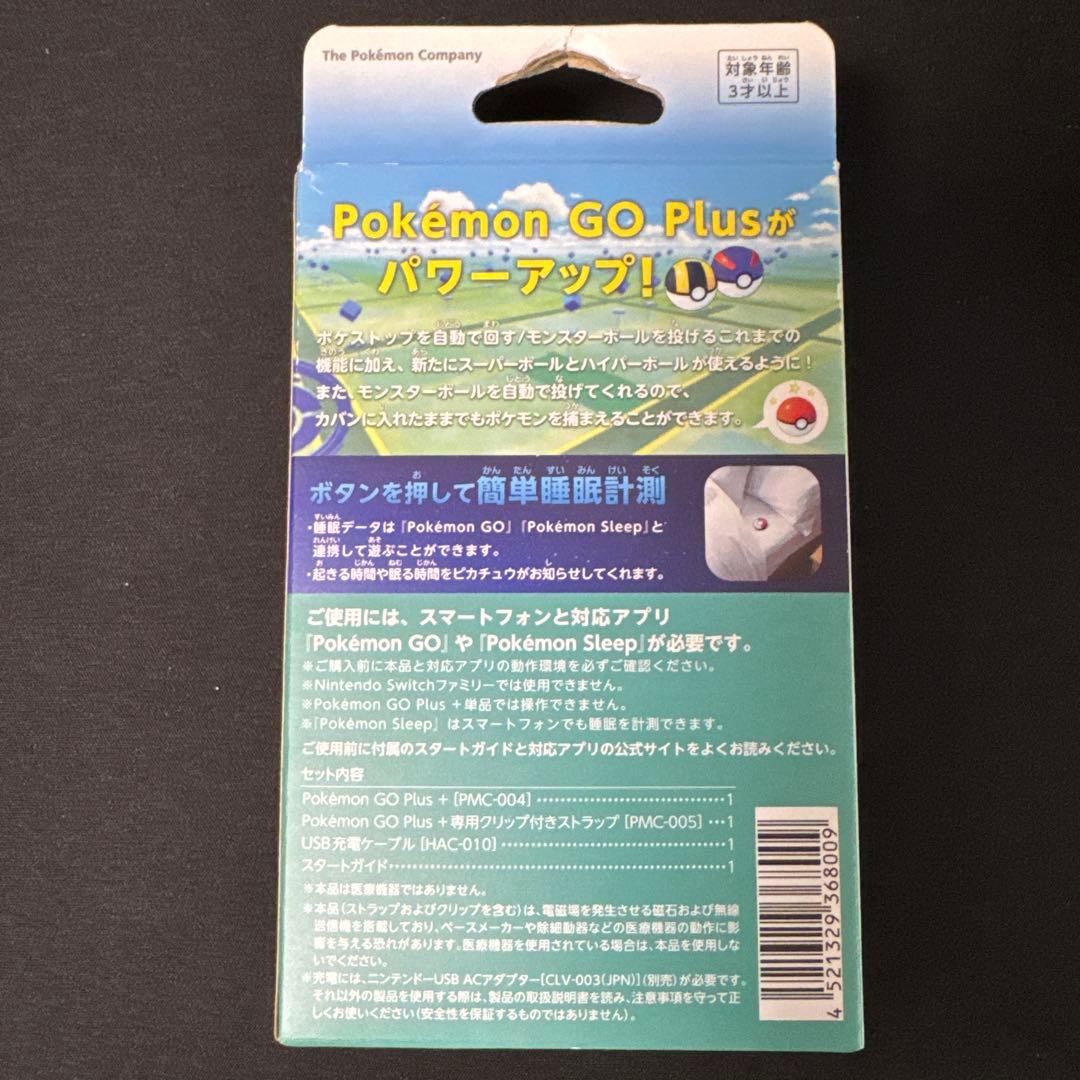 The Pokémon Company
対象年齢
3才以上
Pokémon GO Plusが
パワーアップ!
ポケストップを自動で回す/モンスターボールを投げるこれまでの
機能に加え、新たにスーパーボールとハイパーボールが使えるように!
また、モンスターボールを自動で投げてくれるので、
カバンに入れたままでもポケモンを捕まえることができます。
ボタンを押して簡単睡眠計測
・睡眠データは『Pokémon GO』『Pokémon Sleep』と
連携して遊ぶことができます。
・起きる時間や眠る時間をピカチュウがお知らせしてくれます。
ご使用には、スマートフォンと対応アプリ
『Pokémon GO』や『Pokémon Sleep』が必要です。
※ご購入前に本品と対応アプリの動作環境を必ずご確認ください。
※Nintendo Switchファミリーでは使用できません。
※Pokémon GO Plus +単品では操作できません。
※『Pokémon Sleep』はスマートフォンでも睡眠を計測できます。
ご使用前に付属のスタートガイドと対応アプリの公式サイトをよくお読みください。
セット内容
Pokémon GO Plus + [PMC-004] ……………………………1
Pokémon GO Plus +専用クリップ付きストラップ [PMC-005] …1
USB充電ケーブル [HAC-010] …………………………………1
スタートガイド……………………………………………………1
※本品は医療機器ではありません。
※本品(ストラップおよびクリップを含む)は、電磁場を発生させる磁石および無線
送信機を搭載しており、ペースメーカーや除細動器などの医療機器の動作に影
響を与える恐れがあります。医療機器を使用されている場合は、本品を使用しな
いでください。
※充電には、ニンテンドーUSB ACアダプター[CLV-003(JPN)](別売)が必要です。
それ以外の製品を使用する際は、製品の取扱説明書を読み、注意事項を守って正
しくお使いください(安全性を保証するものではありません)。
4 521329 368009